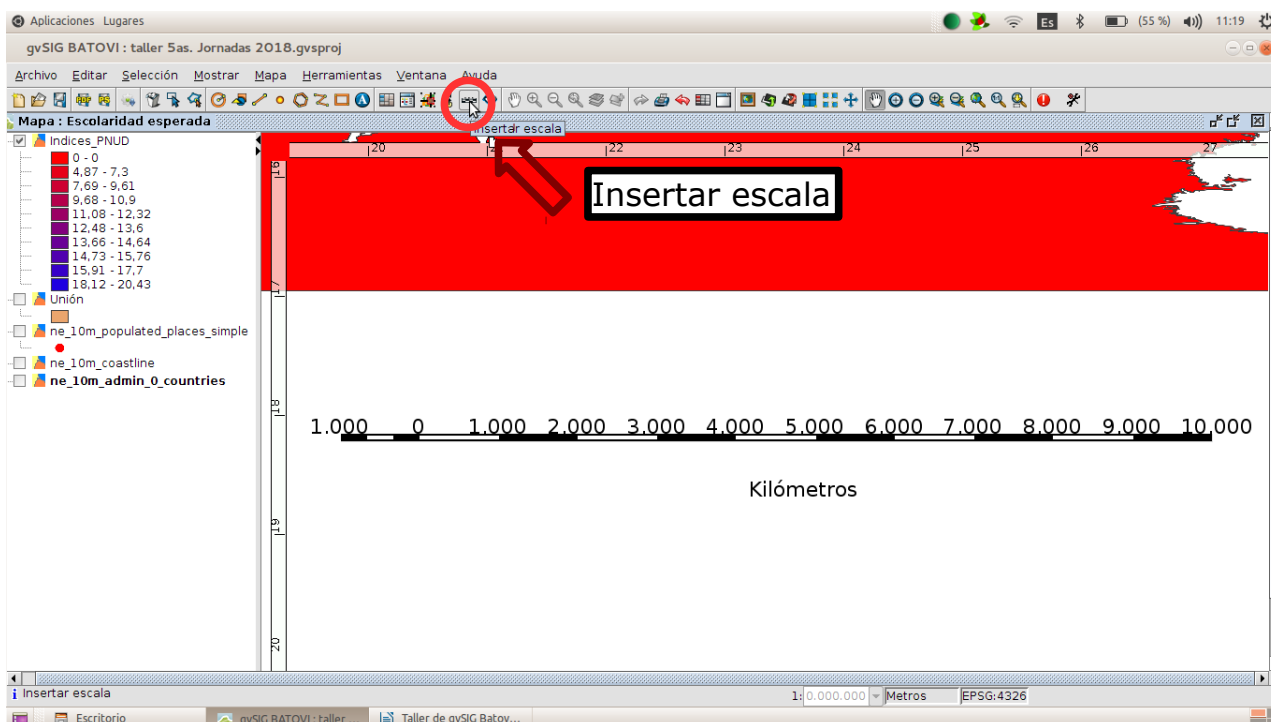 Aplicaciones Lugares
Es (55 %) 11:19
gvSIG BATOVI : taller 5as. Jornadas 2018.gvsproj
Archivo Editar Selección Mostrar Mapa Herramientas Ventana Ayuda
Mapa : Escolaridad esperada
Insertar escala
Indices_PNUD
0 - 0
4,87 - 7,3
7,69 - 9,61
9,68 - 10,9
11,08 - 12,32
12,48 - 13,6
13,66 - 14,64
14,73 - 15,76
15,91 - 17,7
18,12 - 20,43
Unión
ne_10m_populated_places_simple
ne_10m_coastline
ne_10m_admin_0_countries
20 22 23 24 25 26 27
16
17
18
19
20
Insertar escala
1.000 0 1.000 2.000 3.000 4.000 5.000 6.000 7.000 8.000 9.000 10.000
Kilómetros
Insertar escala
1: 0.000.000 Metros EPSG:4326
Escritorio gvSIG BATOVI : taller ... Taller de gvSIG Batov...